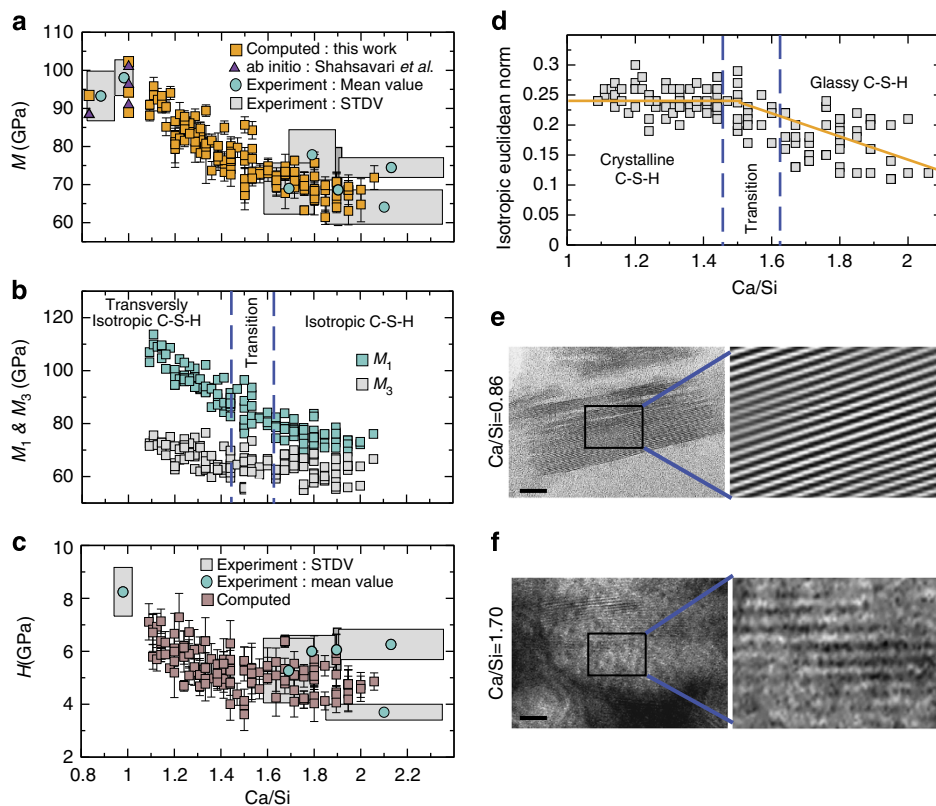 a
110
100
90
80
70
60
M (GPa)
Computed : this work
ab initio : Shahsavari et al.
Experiment : Mean value
Experiment : STDV
b
120
100
80
60
M1 & M3 (GPa)
Transversly
Isotropic C-S-H
Transition
Isotropic C-S-H
M1
M3
c
10
8
6
4
2
H(GPa)
Experiment : STDV
Experiment : mean value
Computed
0.8 1 1.2 1.4 1.6 1.8 2 2.2
Ca/Si
d
0.3
0.25
0.2
0.15
0.1
0
Isotropic euclidean norm
Crystalline
C-S-H
Transition
Glassy C-S-H
1 1.2 1.4 1.6 1.8 2
Ca/Si
e
Ca/Si=0.86
f
Ca/Si=1.70